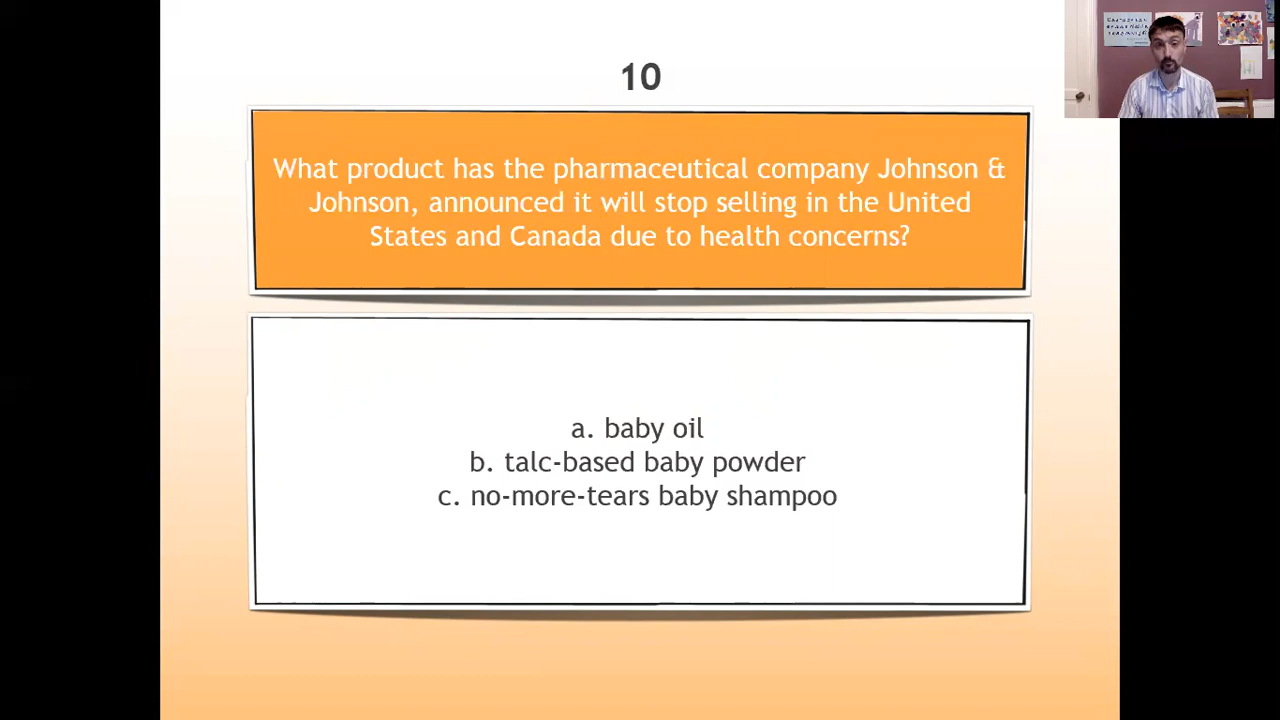 10
What product has the pharmaceutical company Johnson &
Johnson, announced it will stop selling in the United
States and Canada due to health concerns?
a. baby oil
b. talc-based baby powder
c. no-more-tears baby shampoo